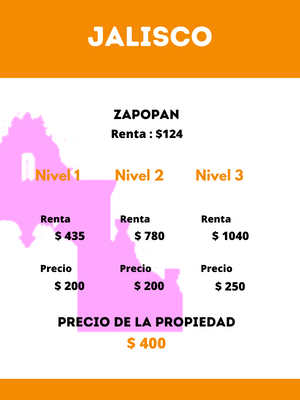 JALISCO
ZAPOPAN
Renta : $124
Nivel 1 Nivel 2 Nivel 3
Renta Renta Renta
$ 435 $ 780 $ 1040
Precio Precio Precio
$ 200 $ 200 $ 250
PRECIO DE LA PROPIEDAD
$ 400